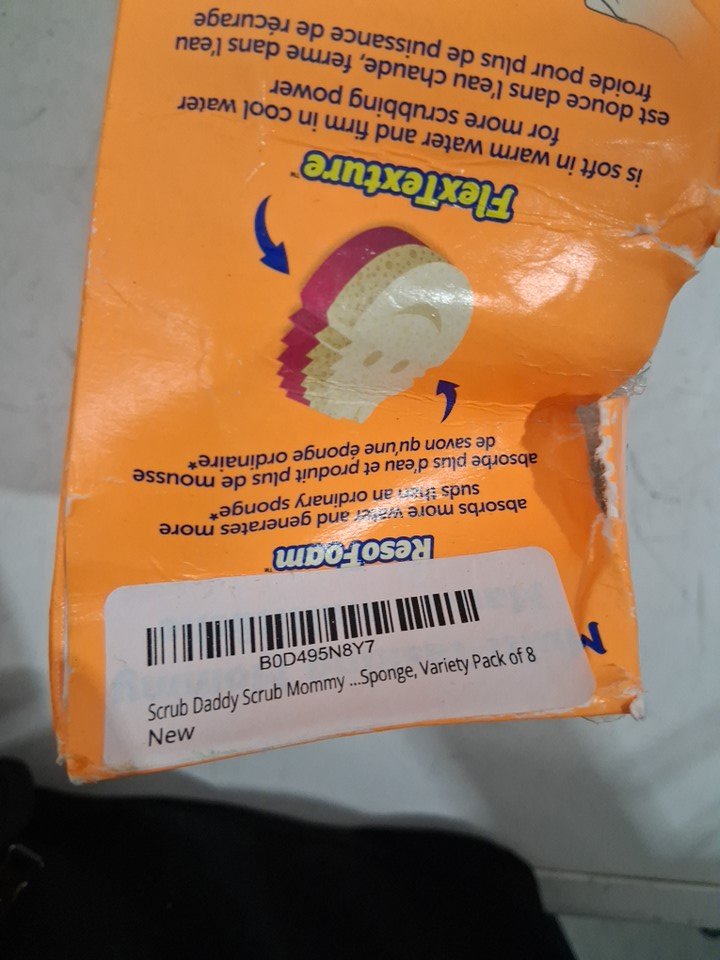 B0D495N8Y7
Scrub Daddy Scrub Mommy ...Sponge, Variety Pack of 8
New
ResoFoam™
absorbs more water and generates more
suds than an ordinary sponge*
absorbe plus d'eau et produit plus de mousse
de savon qu'une éponge ordinaire*
FlexTexture™
is soft in warm water and firm in cool water
for more scrubbing power
est douce dans l'eau chaude, ferme dans l'eau
froide pour plus de puissance de récurage